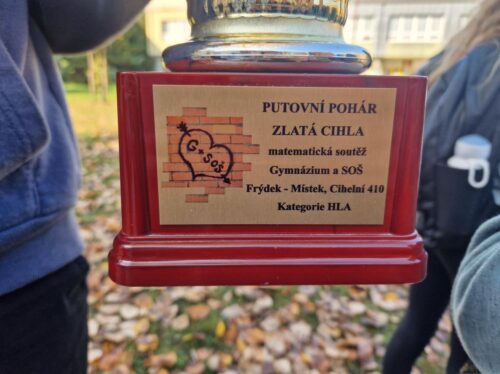 PUTOVNÍ POHÁR
ZLATÁ CIHLA
matematická soutěž
Gymnázium a SOŠ
Frýdek - Místek, Cihelní 410
Kategorie HLA
G + SOŠ